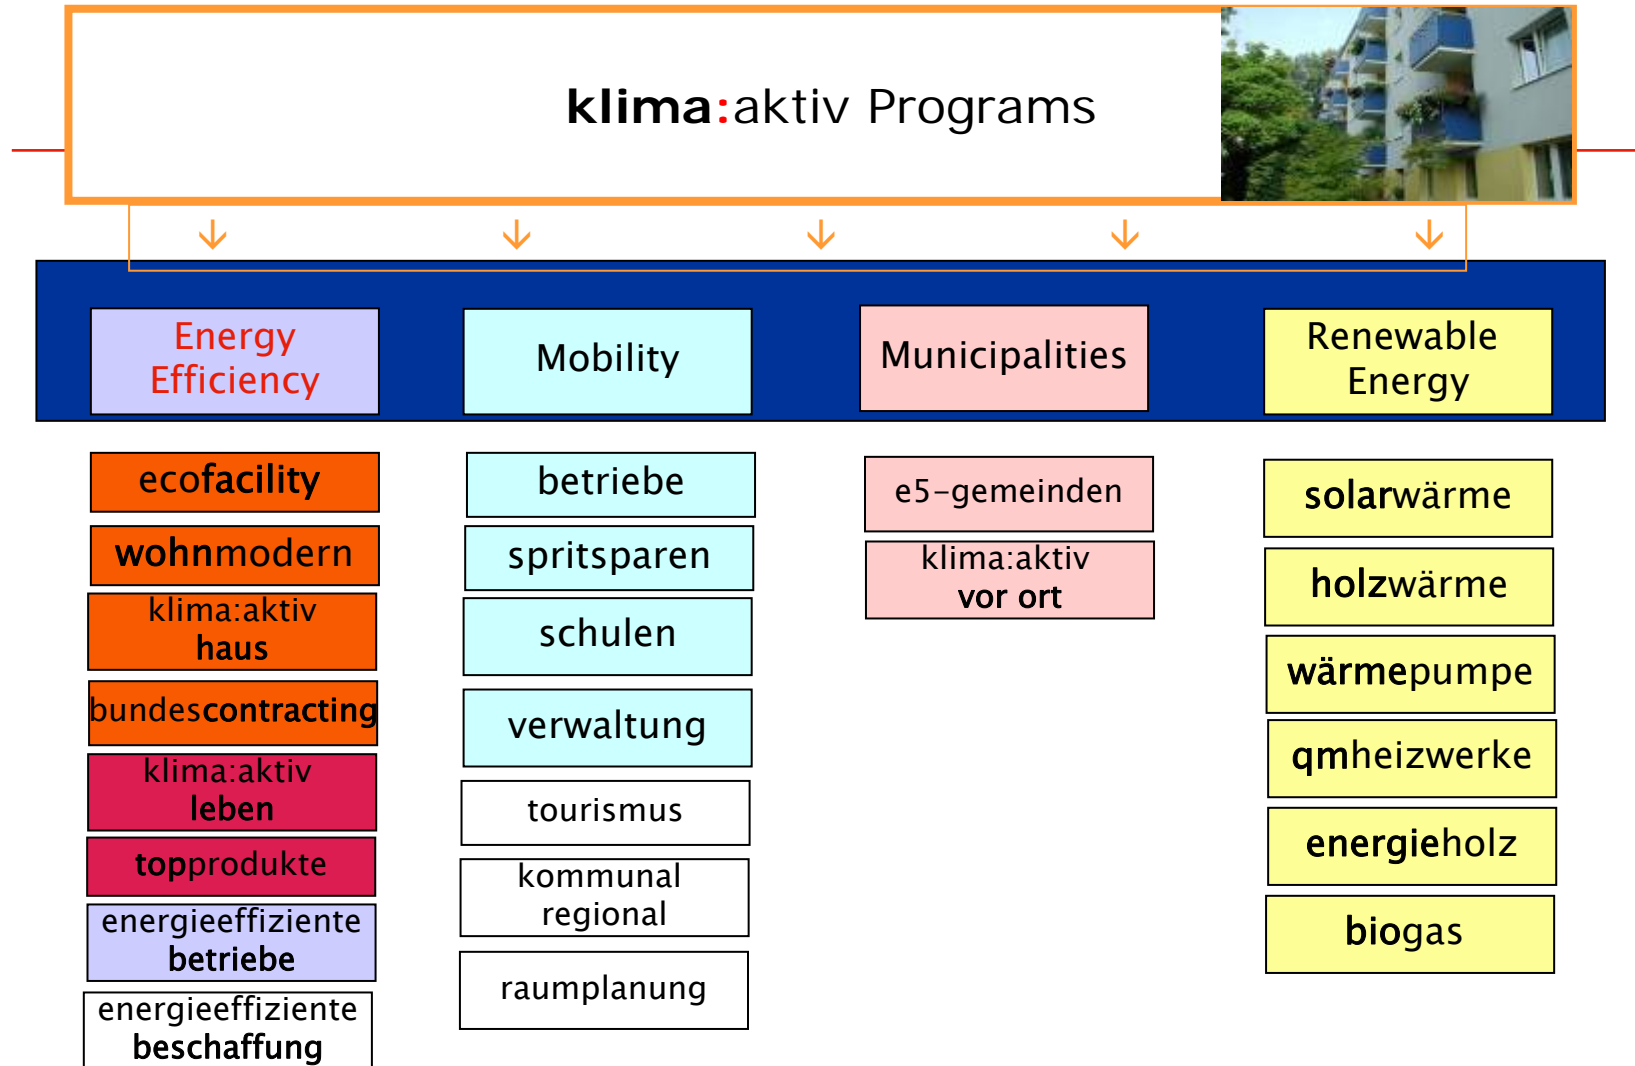 klima:aktiv Programs
Energy
Efficiency
Mobility
Municipalities
Renewable
Energy
ecofacility
wohnmodern
klima:aktiv
haus
bundescontracting
klima:aktiv
leben
topprodukte
energieeffiziente
betriebe
energieeffiziente
beschaffung
betriebe
spritsparen
schulen
verwaltung
tourismus
kommunal
regional
raumplanung
e5-gemeinden
klima:aktiv
vor ort
solarwärme
holzwärme
wärmepumpe
qmheizwerke
energieholz
biogas